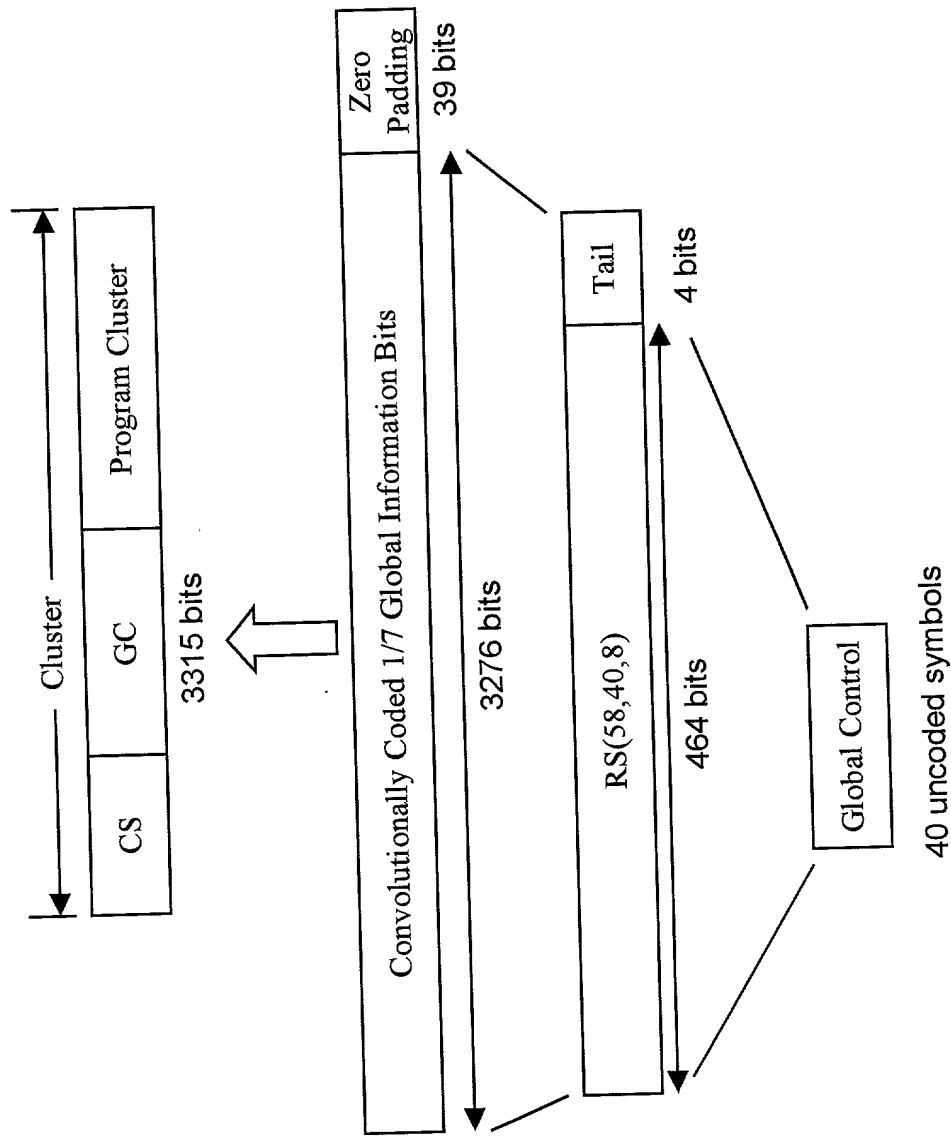 Cluster
CS
GC
Program Cluster
3315 bits
Convolutionally Coded 1/7 Global Information Bits
Zero
Padding
3276 bits
39 bits
RS(58,40,8)
Tail
464 bits
4 bits
Global Control
40 uncoded symbols